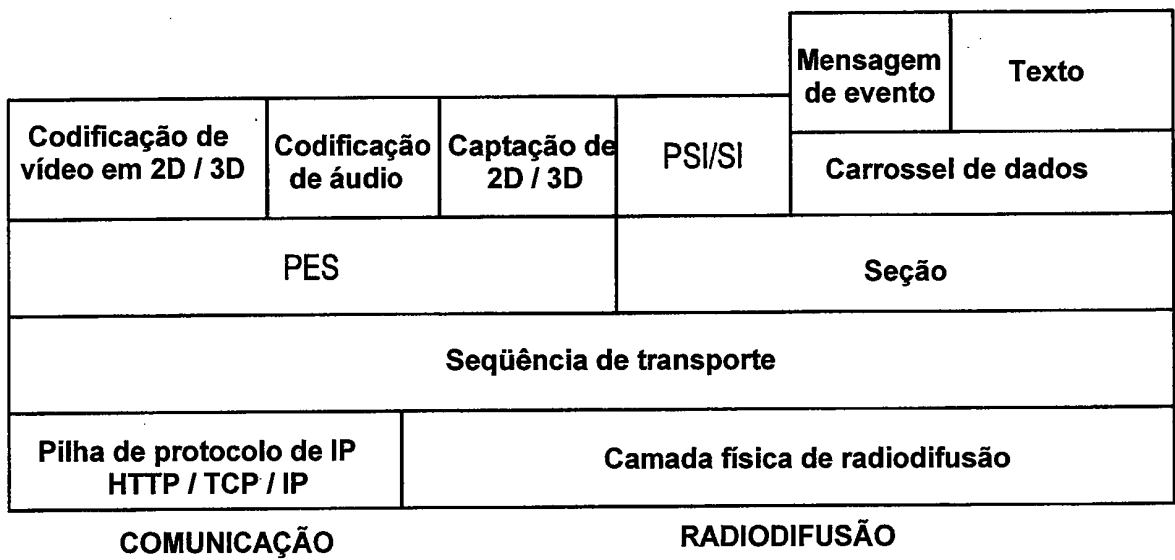 Mensagem
de evento
Texto
Codificação de
vídeo em 2D / 3D
Codificação
de áudio
Captação de
2D / 3D
PSI/SI
Carrossel de dados
PES
Seção
Seqüência de transporte
Pilha de protocolo de IP
HTTP / TCP / IP
Camada física de radiodifusão
COMUNICAÇÃO
RADIODIFUSÃO